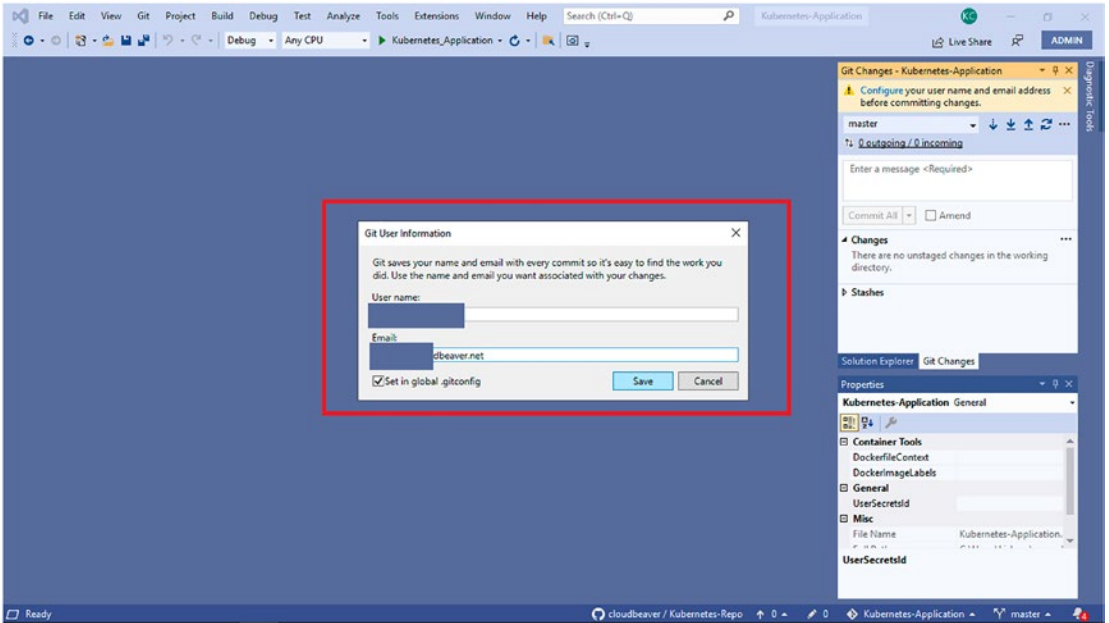 File Edit View Git Project Build Debug Test Analyze Tools Extensions Window Help Search (Ctrl+Q) Kubernetes-Application KC
Debug Any CPU Kubernetes_Application Live Share ADMIN
Git Changes - Kubernetes-Application
Configure your user name and email address
before committing changes.
master
0 outgoing / 0 incoming
Enter a message <Required>
Commit All Amend
Changes
There are no unstaged changes in the working
directory.
Stashes
Solution Explorer Git Changes
Diagnostic Tools
Git User Information
Git saves your name and email with every commit so it's easy to find the work you
did. Use the name and email you want associated with your changes.
User name:
Email:
dbeaver.net
Set in global .gitconfig
Save Cancel
Properties
Kubernetes-Application General
Container Tools
DockerfileContext
DockerImageLabels
General
UserSecretsId
Misc
File Name Kubernetes-Application.
UserSecretsId
Ready cloudbeaver / Kubernetes-Repo 0 0 Kubernetes-Application master 4